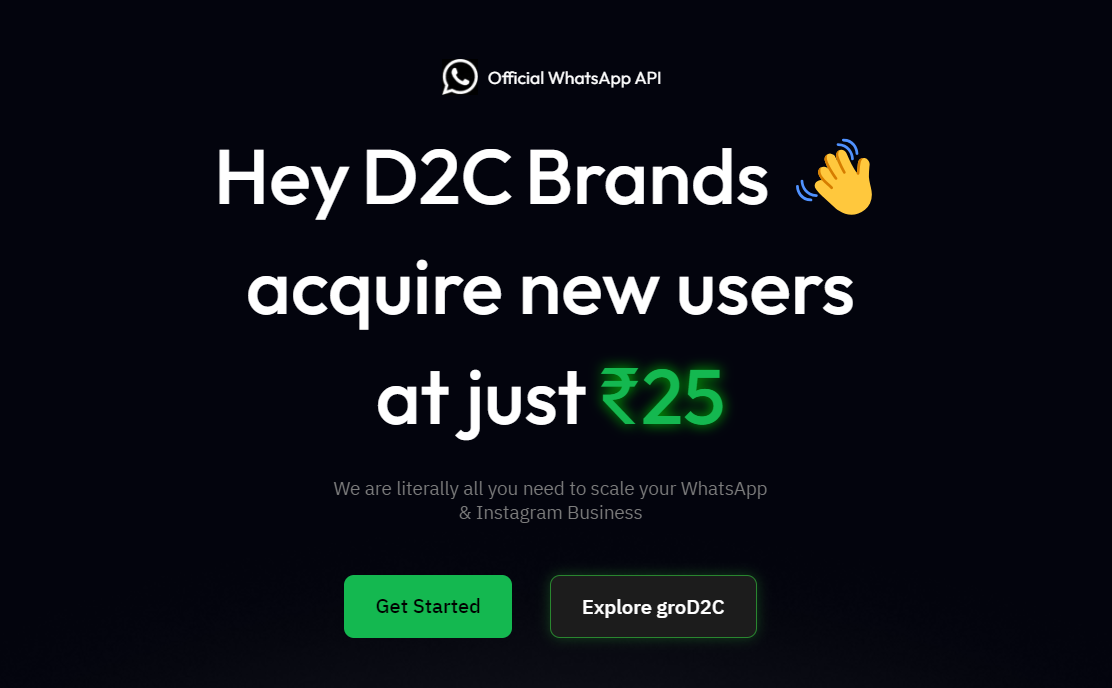 Official WhatsApp API
Hey D2C Brands 👋
acquire new users
at just ₹25
We are literally all you need to scale your WhatsApp
& Instagram Business
Get Started
Explore groD2C